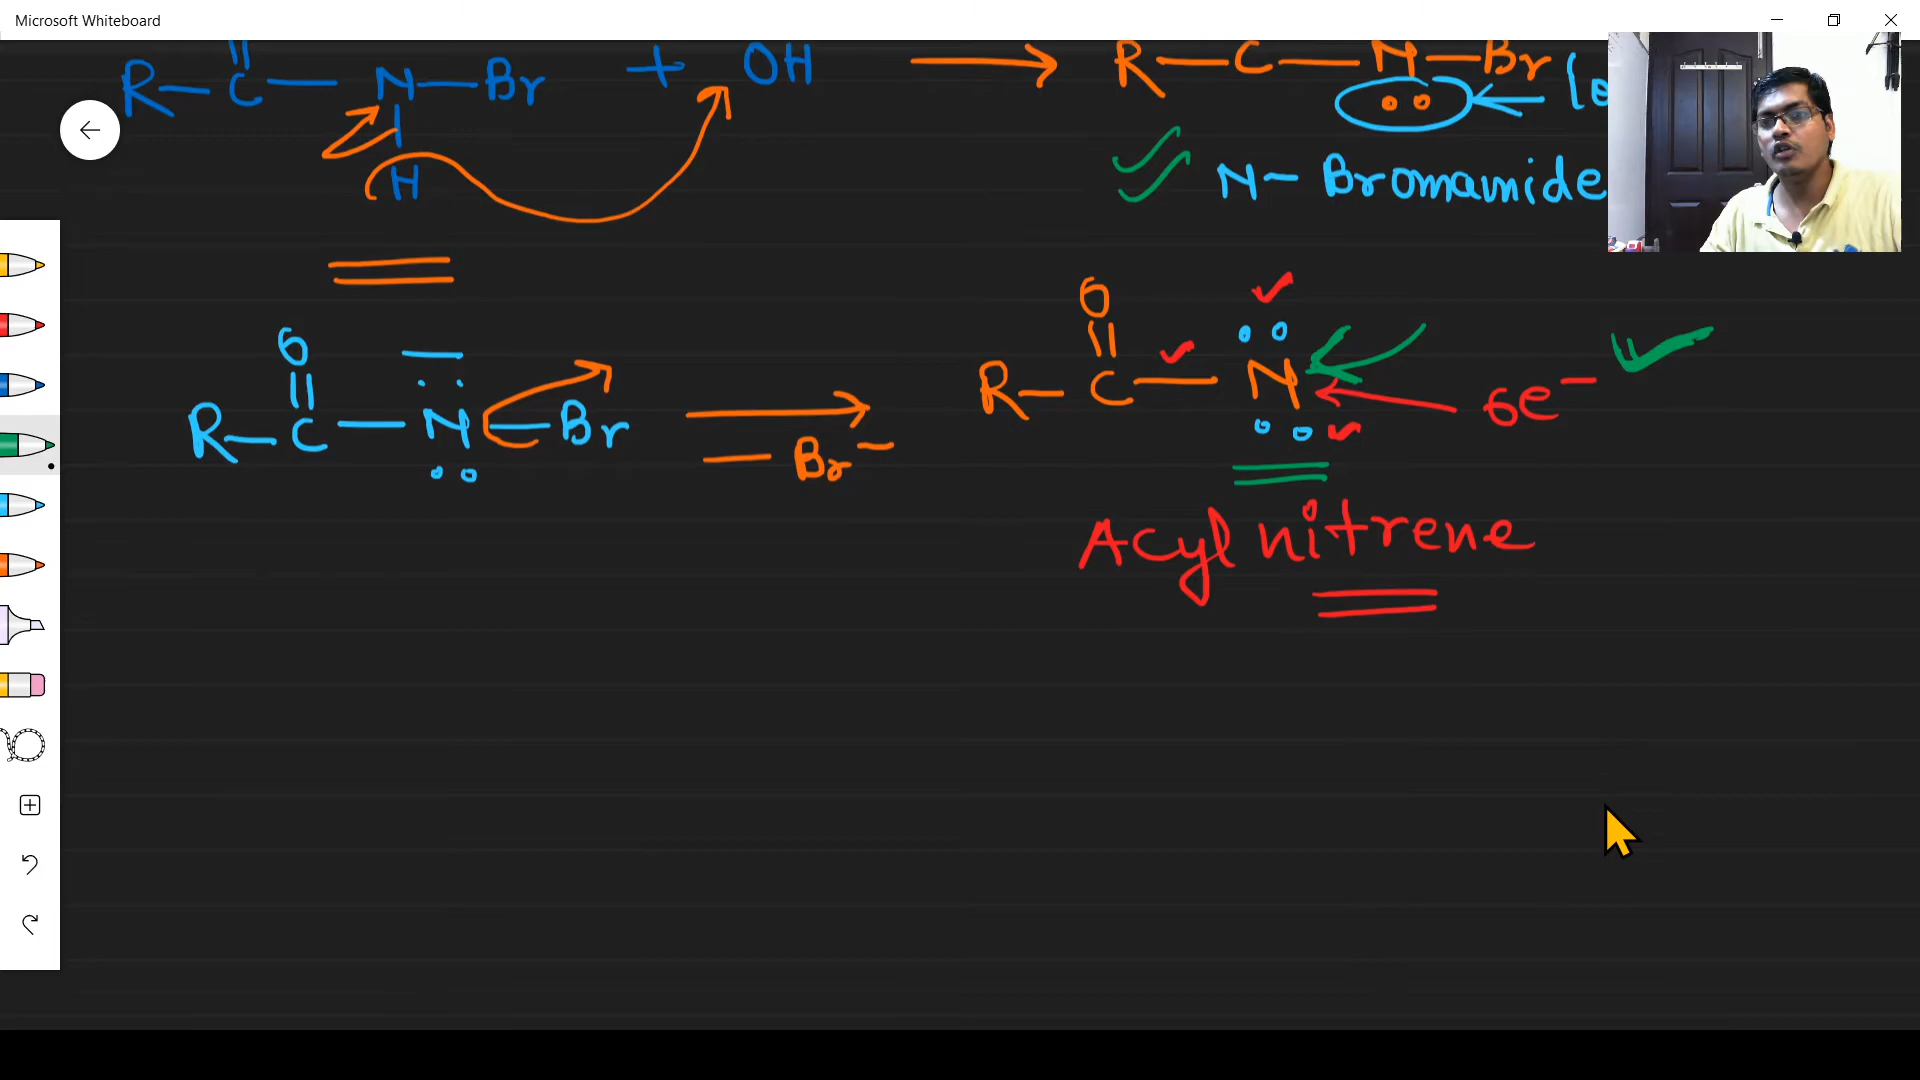 Microsoft Whiteboard
R - C - N - Br + OH → R - C - N - Br
H
N - Bromamide
O
R - C - N - Br
- Br⁻
O
R - C - N
6e⁻
Acyl nitrene